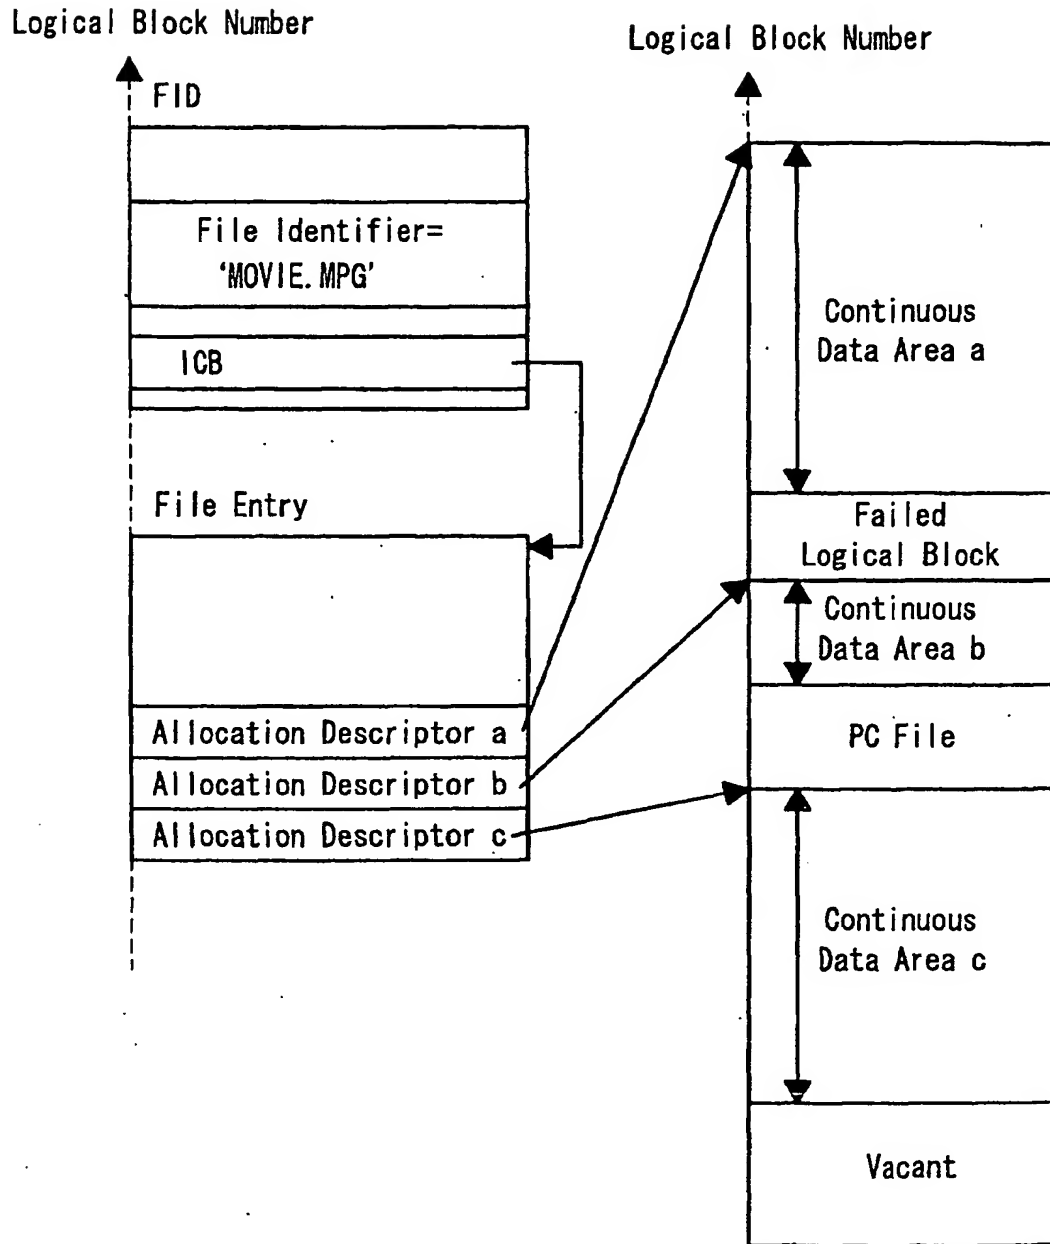 Logical Block Number
FID
File Identifier=
‘MOVIE.MPG’
ICB
File Entry
Allocation Descriptor a
Allocation Descriptor b
Allocation Descriptor c
Logical Block Number
Continuous
Data Area a
Failed
Logical Block
Continuous
Data Area b
PC File
Continuous
Data Area c
Vacant